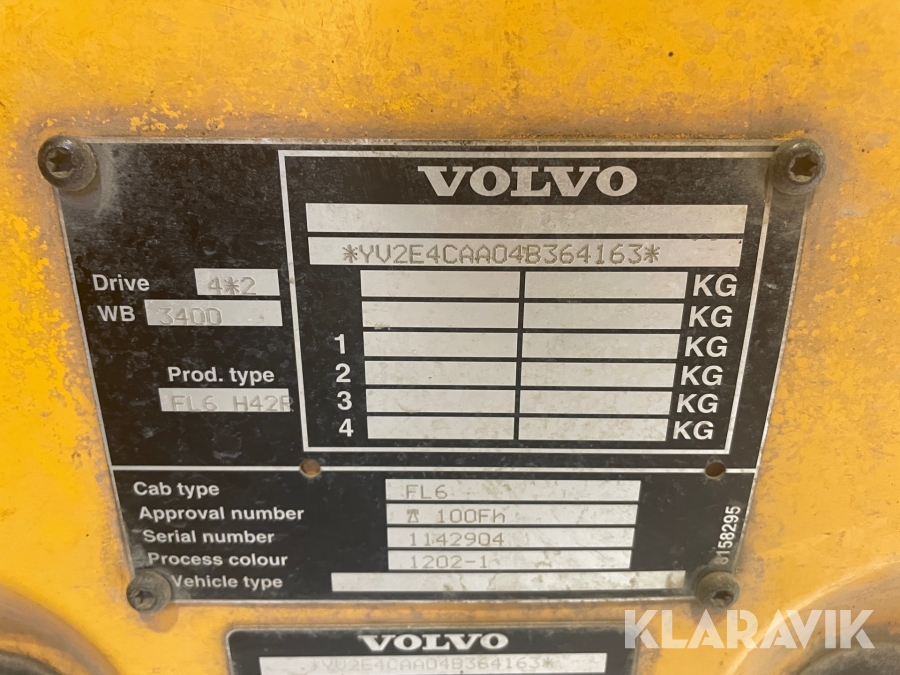 VOLVO
*YV2E4CAA04B364163*
Drive 4*2
WB 3400
Prod. type
FL6 H42R
KG
KG
1 KG
2 KG
3 KG
4 KG
Cab type FL6
Approval number 100Fh
Serial number 1142904
Process colour 1202-1
Vehicle type
8158295
VOLVO
*YV2E4CAA04B364163*
KLARAVIK